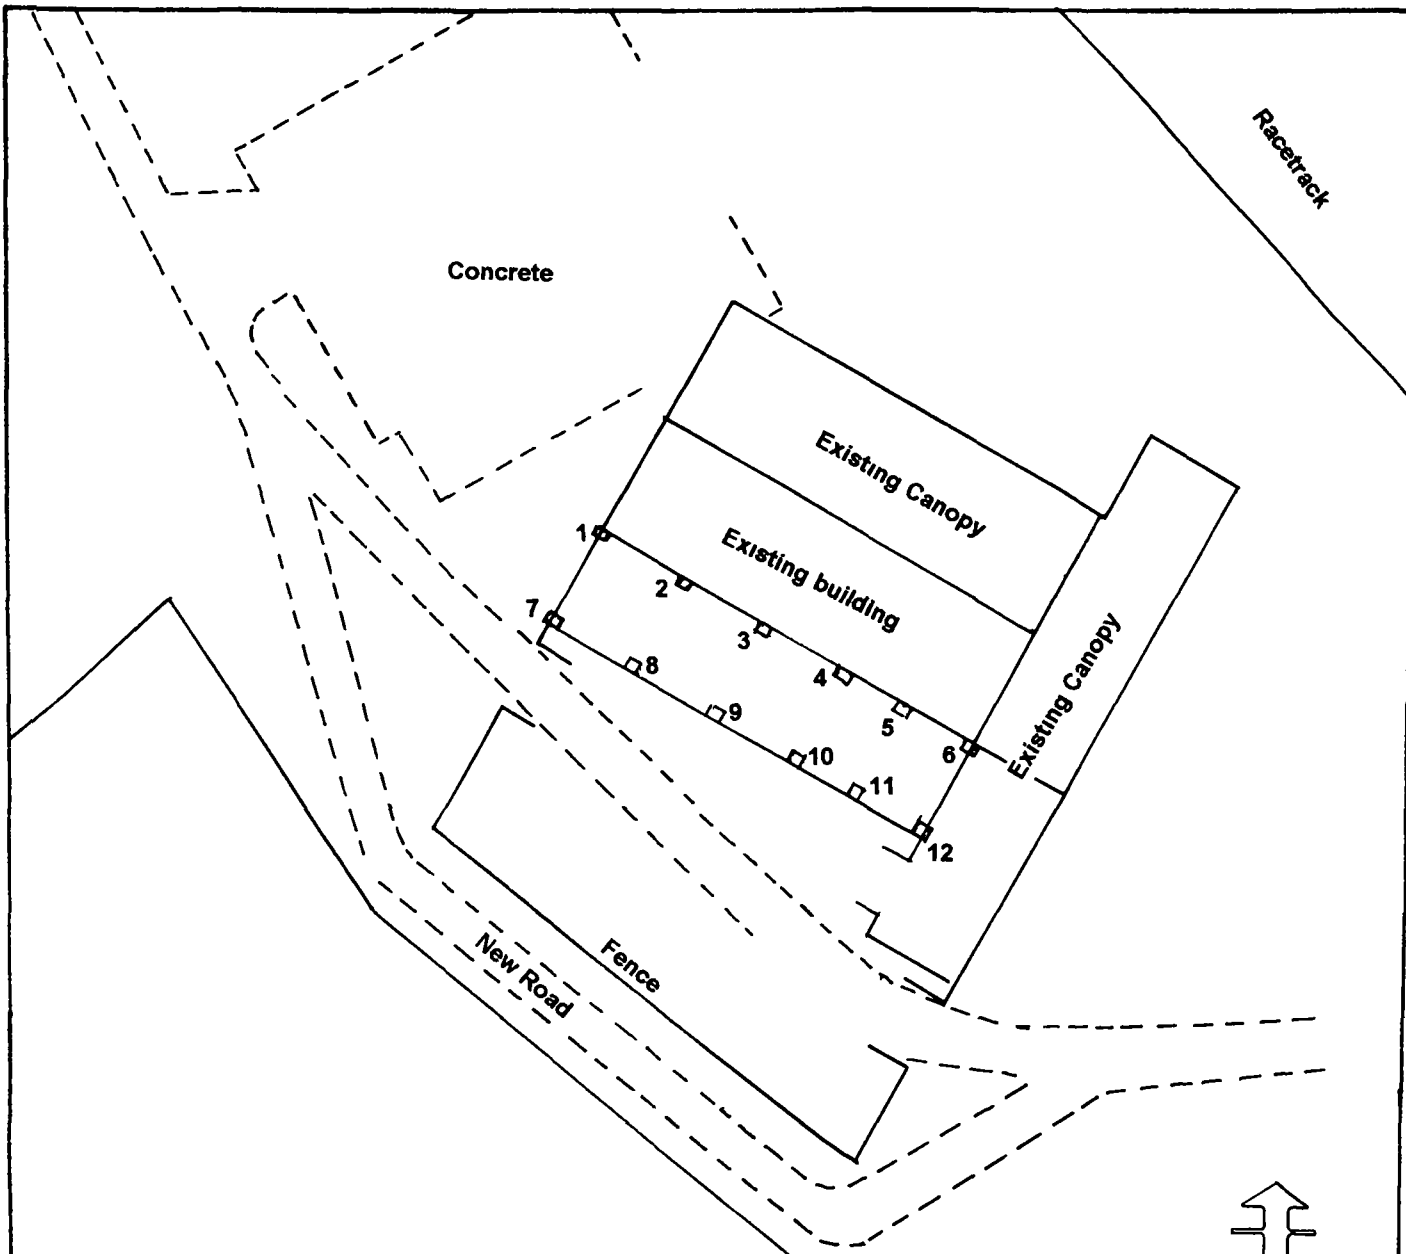 Racetrack
Concrete
Existing Canopy
Existing building
Existing Canopy
1
2
3
4
5
6
7
8
9
10
11
12
Fence
New Road